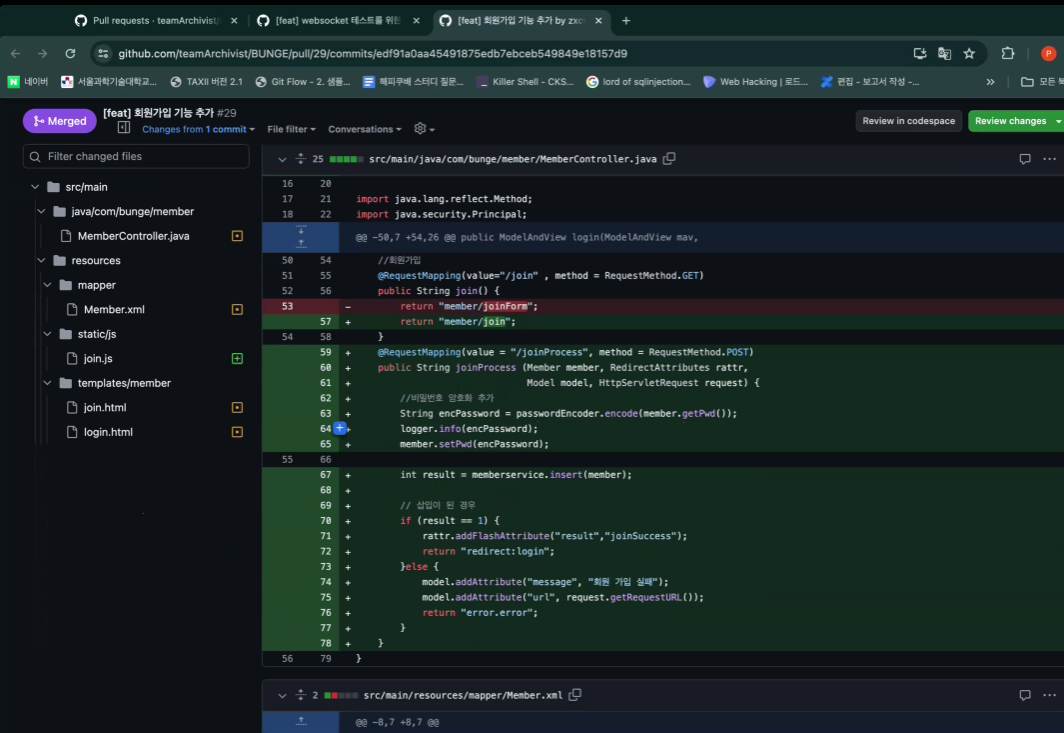 Pull requests · teamArchivist/
[feat] websocket 테스트를 위한
[feat] 회원가입 기능 추가 by zxc
github.com/teamArchivist/BUNGE/pull/29/commits/edf91a0aa45491875edb7ebceb549849e18157d9
P
네이버
서울과학기술대학교...
TAXII 버전 2.1
Git Flow - 2. 샘플...
해피쿠배 스터디 질문...
Killer Shell - CKS...
lord of sqlinjection...
Web Hacking | 로드...
편집 - 보고서 작성 -...
»
모든 북
Merged
[feat] 회원가입 기능 추가 #29
Changes from 1 commit
File filter
Conversations
Review in codespace
Review changes
Filter changed files
src/main
java/com/bunge/member
MemberController.java
resources
mapper
Member.xml
static/js
join.js
templates/member
join.html
login.html
25 src/main/java/com/bunge/member/MemberController.java
16 20
17 21 import java.lang.reflect.Method;
18 22 import java.security.Principal;
@@ -50,7 +54,26 @@ public ModelAndView login(ModelAndView mav,
50 54 //회원가입
51 55 @RequestMapping(value="/join" , method = RequestMethod.GET)
52 56 public String join() {
53 - return "member/joinForm";
57 + return "member/join";
54 58 }
59 + @RequestMapping(value = "/joinProcess", method = RequestMethod.POST)
60 + public String joinProcess (Member member, RedirectAttributes rattr,
61 + Model model, HttpServletRequest request) {
62 + //비밀번호 암호화 추가
63 + String encPassword = passwordEncoder.encode(member.getPwd());
64 + logger.info(encPassword);
65 + member.setPwd(encPassword);
55 66
67 + int result = memberservice.insert(member);
68 +
69 + // 삽입이 된 경우
70 + if (result == 1) {
71 + rattr.addFlashAttribute("result","joinSuccess");
72 + return "redirect:login";
73 + }else {
74 + model.addAttribute("message", "회원 가입 실패");
75 + model.addAttribute("url", request.getRequestURL());
76 + return "error.error";
77 + }
78 + }
56 79 }
2 src/main/resources/mapper/Member.xml
@@ -8,7 +8,7 @@